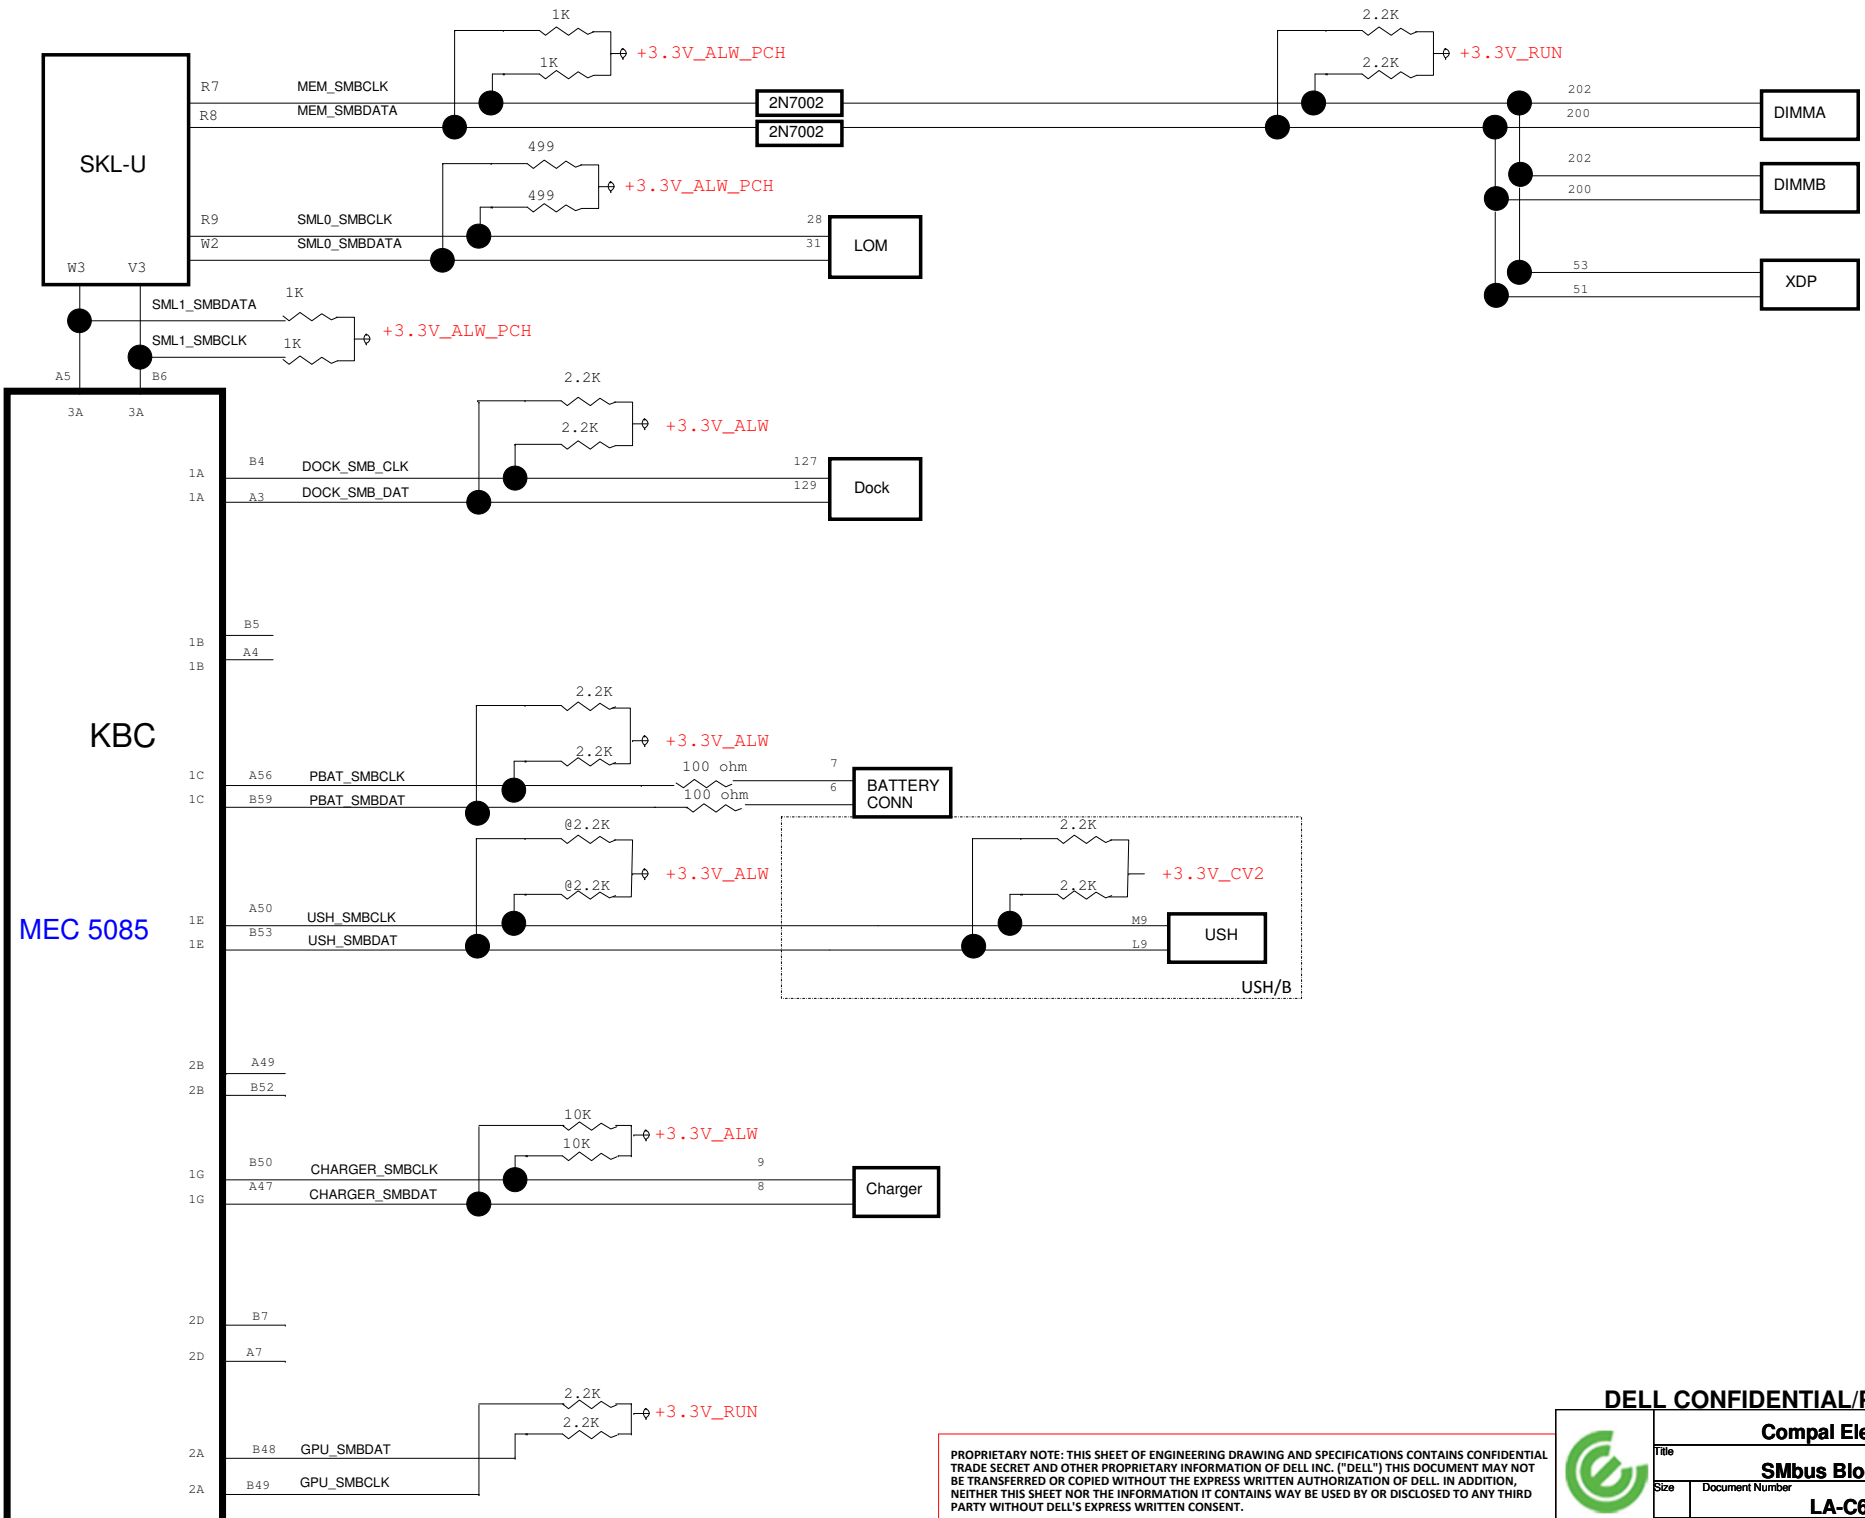 1K
+3.3V_ALW_PCH
1K
2.2K
+3.3V_RUN
2.2K
R7 MEM_SMBCLK
R8 MEM_SMBDATA
2N7002
2N7002
202
200
DIMMA
SKL-U
499
+3.3V_ALW_PCH
499
202
200
DIMMB
R9 SML0_SMBCLK 28
W2 SML0_SMBDATA 31
LOM
53
51
XDP
W3 V3
SML1_SMBDATA 1K
+3.3V_ALW_PCH
SML1_SMBCLK 1K
A5 B6
3A 3A
2.2K
+3.3V_ALW
2.2K
1A B4 DOCK_SMB_CLK 127
1A A3 DOCK_SMB_DAT 129
Dock
1B B5
1B A4
KBC
2.2K
+3.3V_ALW
2.2K
1C A56 PBAT_SMBCLK 100 ohm 7
1C B59 PBAT_SMBDAT 100 ohm 6
BATTERY
CONN
@2.2K
+3.3V_ALW
@2.2K
2.2K
+3.3V_CV2
2.2K
MEC 5085
1E A50 USH_SMBCLK M9
1E B53 USH_SMBDAT L9
USH
USH/B
2B A49
2B B52
10K
+3.3V_ALW
10K
1G B50 CHARGER_SMBCLK 9
1G A47 CHARGER_SMBDAT 8
Charger
2D B7
2D A7
2.2K
+3.3V_RUN
2.2K
2A B48 GPU_SMBDAT
2A B49 GPU_SMBCLK
PROPRIETARY NOTE: THIS SHEET OF ENGINEERING DRAWING AND SPECIFICATIONS CONTAINS CONFIDENTIAL
TRADE SECRET AND OTHER PROPRIETARY INFORMATION OF DELL INC. ("DELL") THIS DOCUMENT MAY NOT
BE TRANSFERRED OR COPIED WITHOUT THE EXPRESS WRITTEN AUTHORIZATION OF DELL. IN ADDITION,
NEITHER THIS SHEET NOR THE INFORMATION IT CONTAINS WAY BE USED BY OR DISCLOSED TO ANY THIRD
PARTY WITHOUT DELL'S EXPRESS WRITTEN CONSENT.
DELL CONFIDENTIAL/
Compal Ele
Title
SMbus Blo
Size Document Number
LA-C6